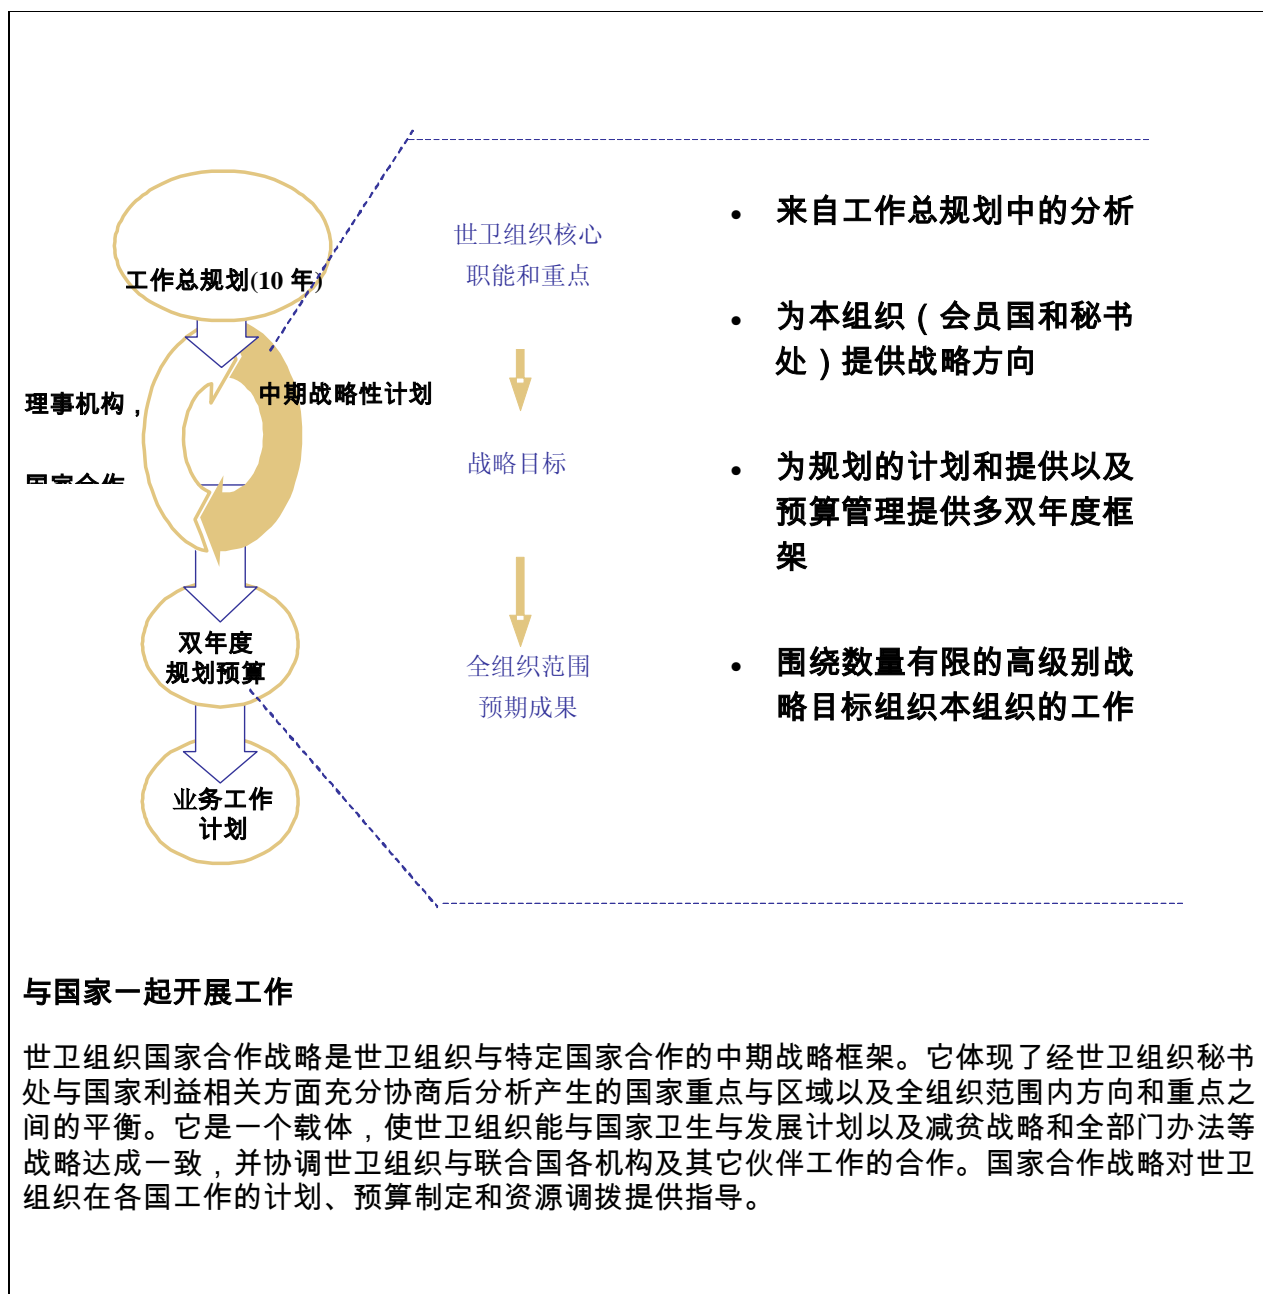 工作总规划(10 年)
理事机构，
中期战略性计划
国家合作
双年度
规划预算
业务工作
计划
世卫组织核心
职能和重点
战略目标
全组织范围
预期成果
• 来自工作总规划中的分析
• 为本组织（会员国和秘书
处）提供战略方向
• 为规划的计划和提供以及
预算管理提供多双年度框
架
• 围绕数量有限的高级别战
略目标组织本组织的工作
与国家一起开展工作
世卫组织国家合作战略是世卫组织与特定国家合作的中期战略框架。它体现了经世卫组织秘书
处与国家利益相关方面充分协商后分析产生的国家重点与区域以及全组织范围内方向和重点之
间的平衡。它是一个载体，使世卫组织能与国家卫生与发展计划以及减贫战略和全部门办法等
战略达成一致，并协调世卫组织与联合国各机构及其它伙伴工作的合作。国家合作战略对世卫
组织在各国工作的计划、预算制定和资源调拨提供指导。